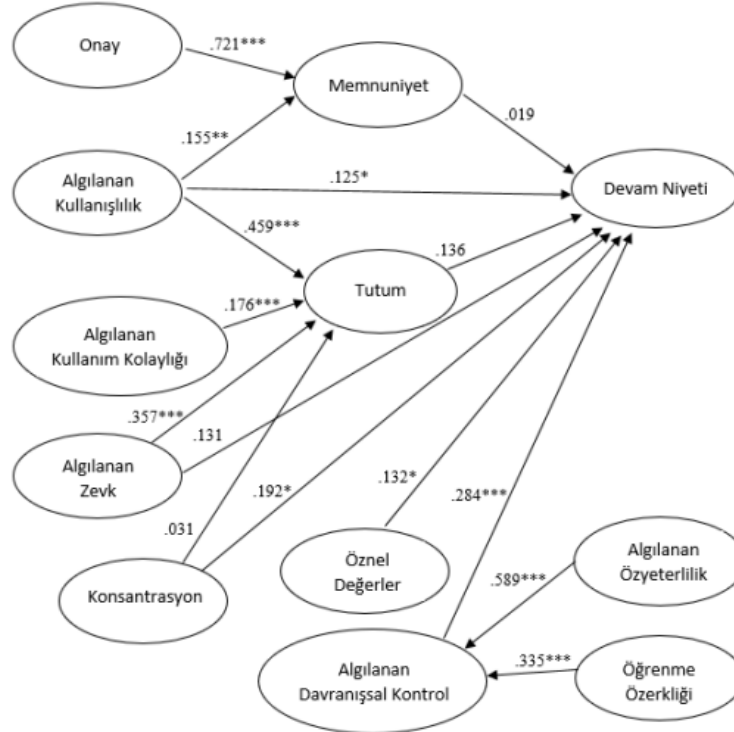 Onay
.721***
Memnuniyet
.155**
.019
Algılanan
Kullanışlılık
.125*
Devam Niyeti
.459***
Tutum
.136
Algılanan
Kullanım Kolaylığı
.176***
.357***
.131
Algılanan
Zevk
.192*
.132*
.284***
.031
Konsantrasyon
Öznel
Değerler
Algılanan
Özyeterlilik
.589***
Algılanan
Davranışsal Kontrol
.335***
Öğrenme
Özerkliği